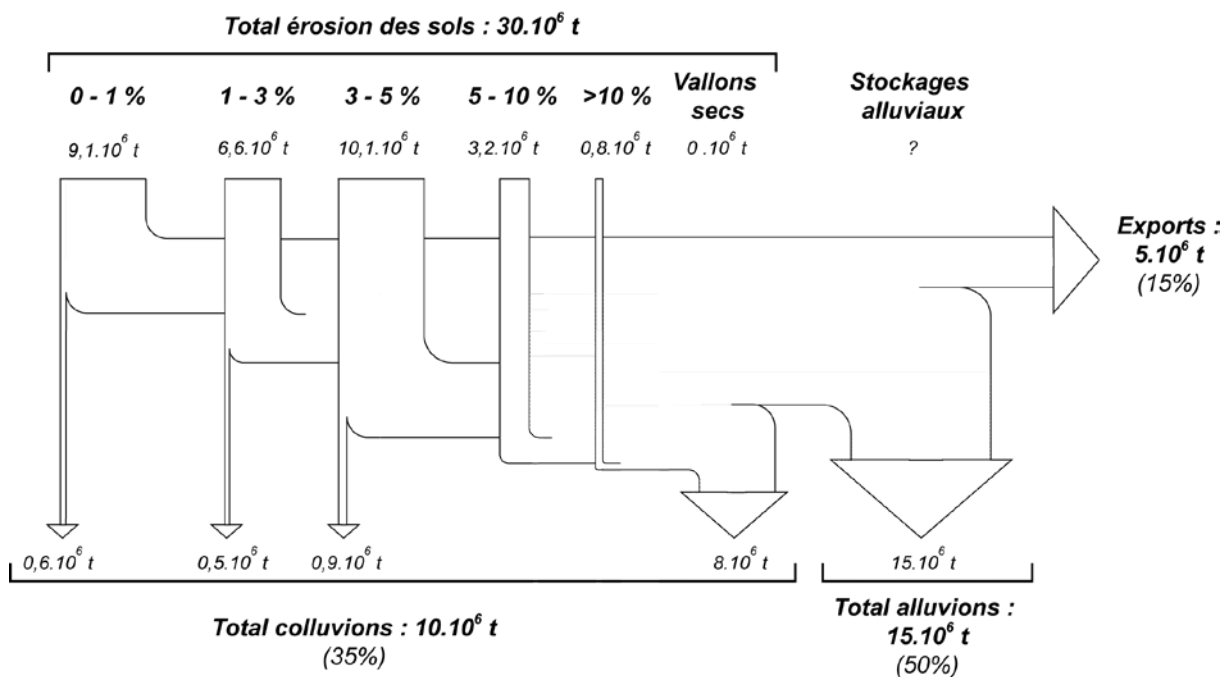 Total érosion des sols : 30.10⁶ t
0 - 1 %
1 - 3 %
3 - 5 %
5 - 10 %
>10 %
Vallons
secs
Stockages
alluviaux
9,1.10⁶ t
6,6.10⁶ t
10,1.10⁶ t
3,2.10⁶ t
0,8.10⁶ t
0 .10⁶ t
?
Exports :
5.10⁶ t
(15%)
0,6.10⁶ t
0,5.10⁶ t
0,9.10⁶ t
8.10⁶ t
15.10⁶ t
Total colluvions : 10.10⁶ t
(35%)
Total alluvions :
15.10⁶ t
(50%)